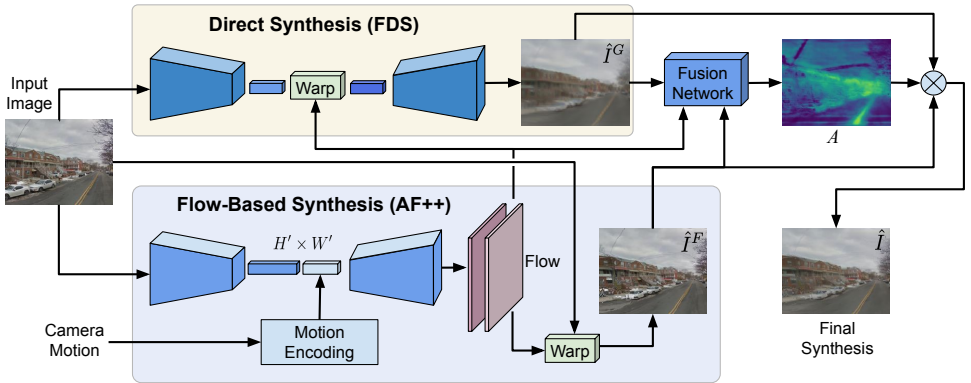 Direct Synthesis (FDS)
Input
Image
Warp
Î^G
Fusion
Network
A
Flow-Based Synthesis (AF++)
H′ × W′
Flow
Î^F
Î
Camera
Motion
Motion
Encoding
Warp
Final
Synthesis